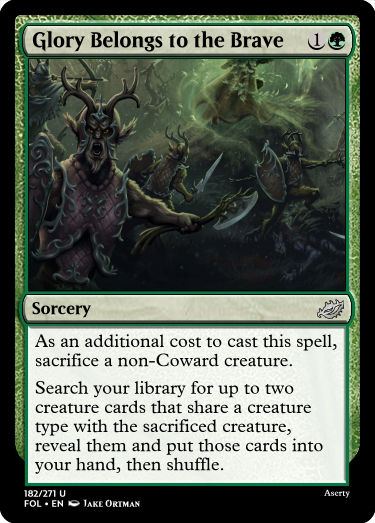 Glory Belongs to the Brave 1
Sorcery
As an additional cost to cast this spell,
sacrifice a non-Coward creature.
Search your library for up to two
creature cards that share a creature
type with the sacrificed creature,
reveal them and put those cards into
your hand, then shuffle.
182/271 U
Aserty
FOL • EN Jake Ortman